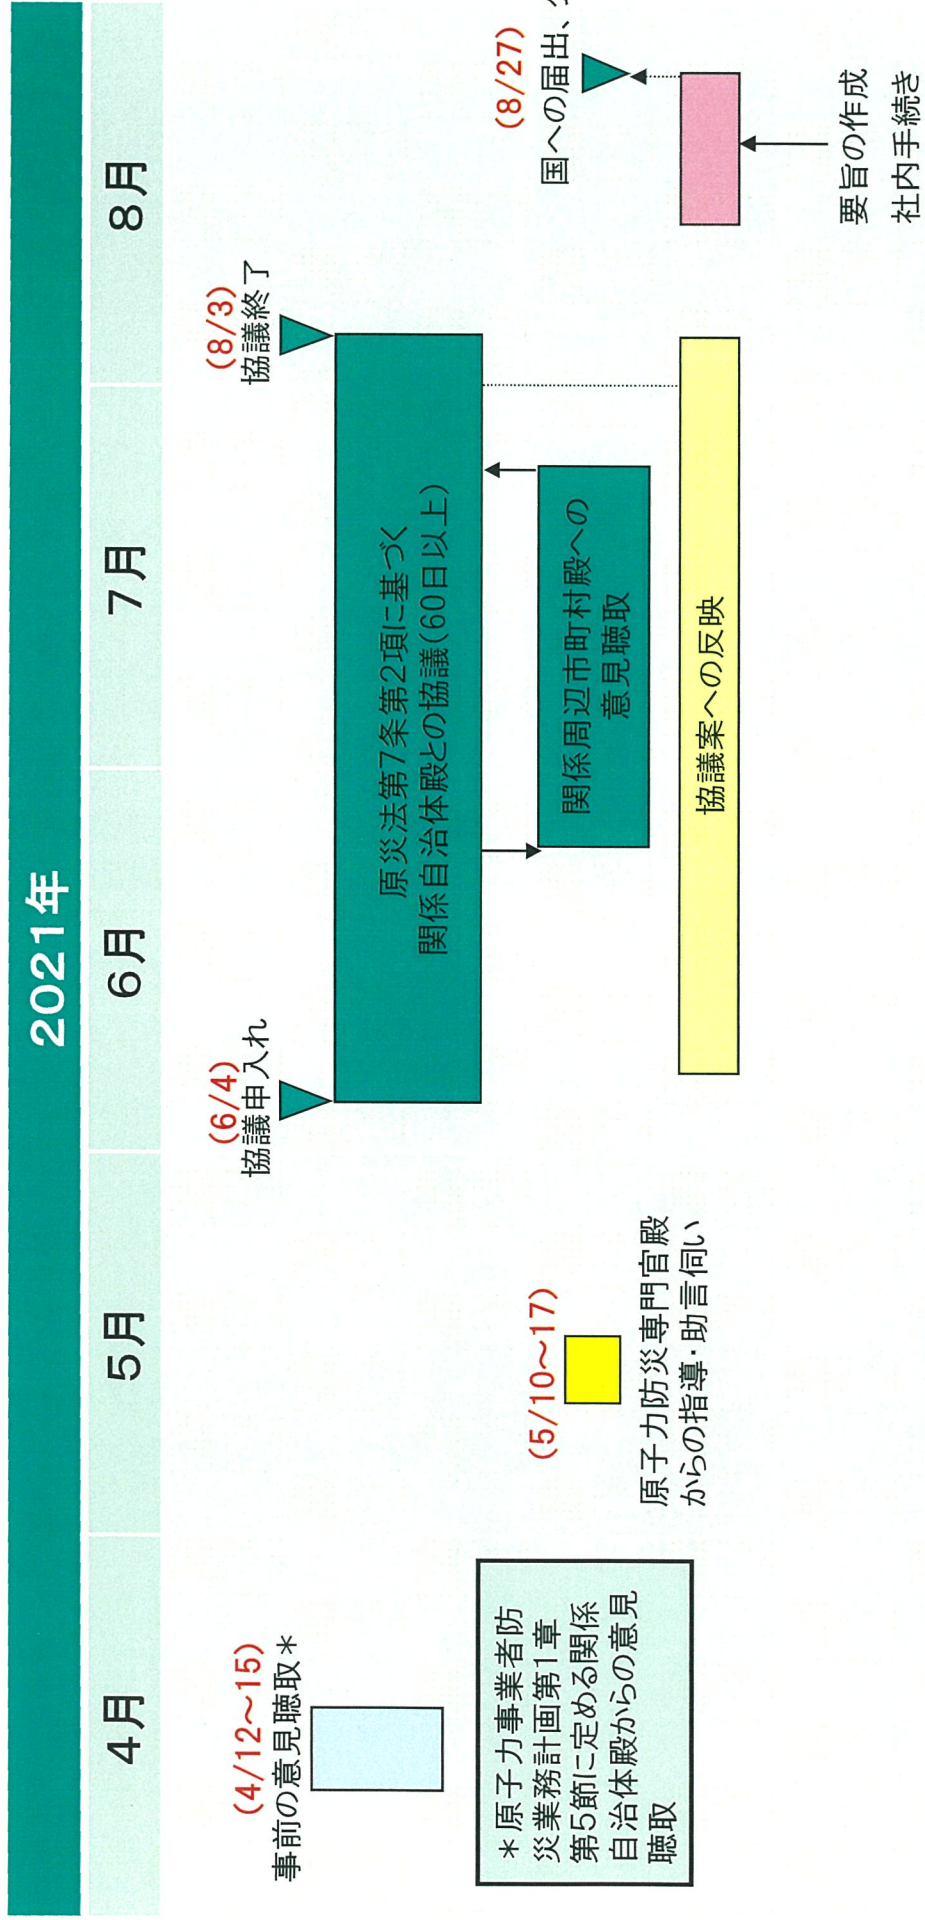 2021年
4月
5月
6月
7月
8月
(4/12～15)
事前の意見聴取＊
＊原子力事業者防
災業務計画第1章
第5節に定める関係
自治体殿からの意見
聴取
(5/10～17)
原子力防災専門官殿
からの指導・助言伺い
(6/4)
協議申入れ
原災法第7条第2項に基づく
関係自治体殿との協議(60日以上)
(8/3)
協議終了
関係周辺市町村殿への
意見聴取
協議案への反映
(8/27)
国への届出、
要旨の作成
社内手続き